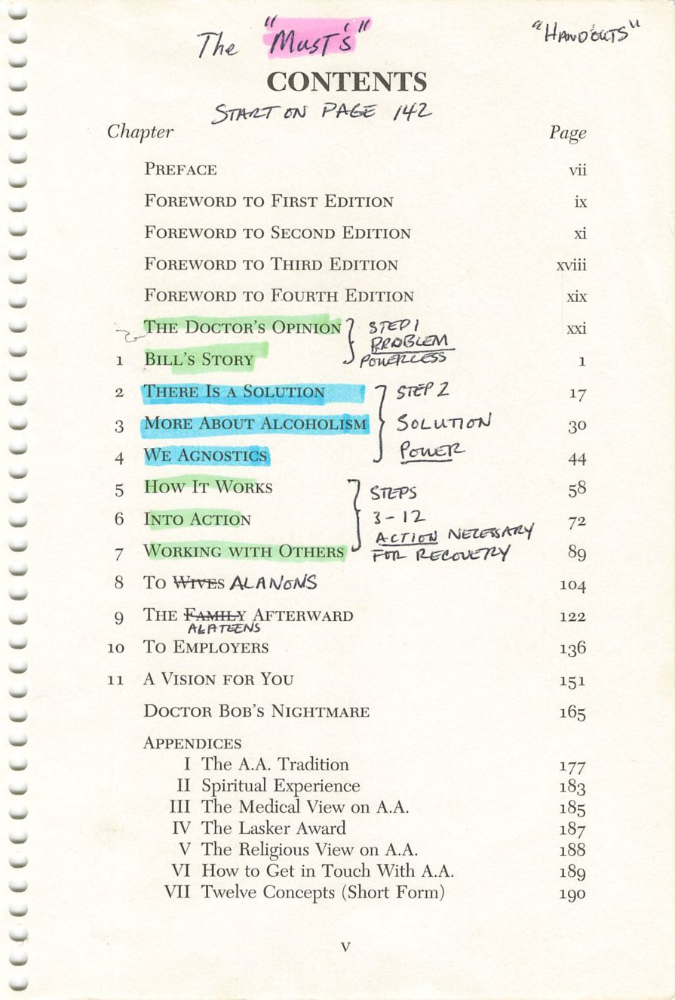 The "Must's"
"HANDOUTS"
CONTENTS
START ON PAGE 142
Chapter Page
PREFACE vii
FOREWORD TO FIRST EDITION ix
FOREWORD TO SECOND EDITION xi
FOREWORD TO THIRD EDITION xviii
FOREWORD TO FOURTH EDITION xix
THE DOCTOR'S OPINION STEP 1 xxi
PROBLEM
1 BILL'S STORY POWERLESS 1
2 THERE IS A SOLUTION STEP 2 17
3 MORE ABOUT ALCOHOLISM SOLUTION 30
4 WE AGNOSTICS POWER 44
5 HOW IT WORKS STEPS 58
6 INTO ACTION 3-12 72
ACTION NECESSARY
7 WORKING WITH OTHERS FOR RECOVERY 89
8 TO WIVES ALANONS 104
9 THE FAMILY AFTERWARD 122
ALATEENS
10 TO EMPLOYERS 136
11 A VISION FOR YOU 151
DOCTOR BOB'S NIGHTMARE 165
APPENDICES
I The A.A. Tradition 177
II Spiritual Experience 183
III The Medical View on A.A. 185
IV The Lasker Award 187
V The Religious View on A.A. 188
VI How to Get in Touch With A.A. 189
VII Twelve Concepts (Short Form) 190
V